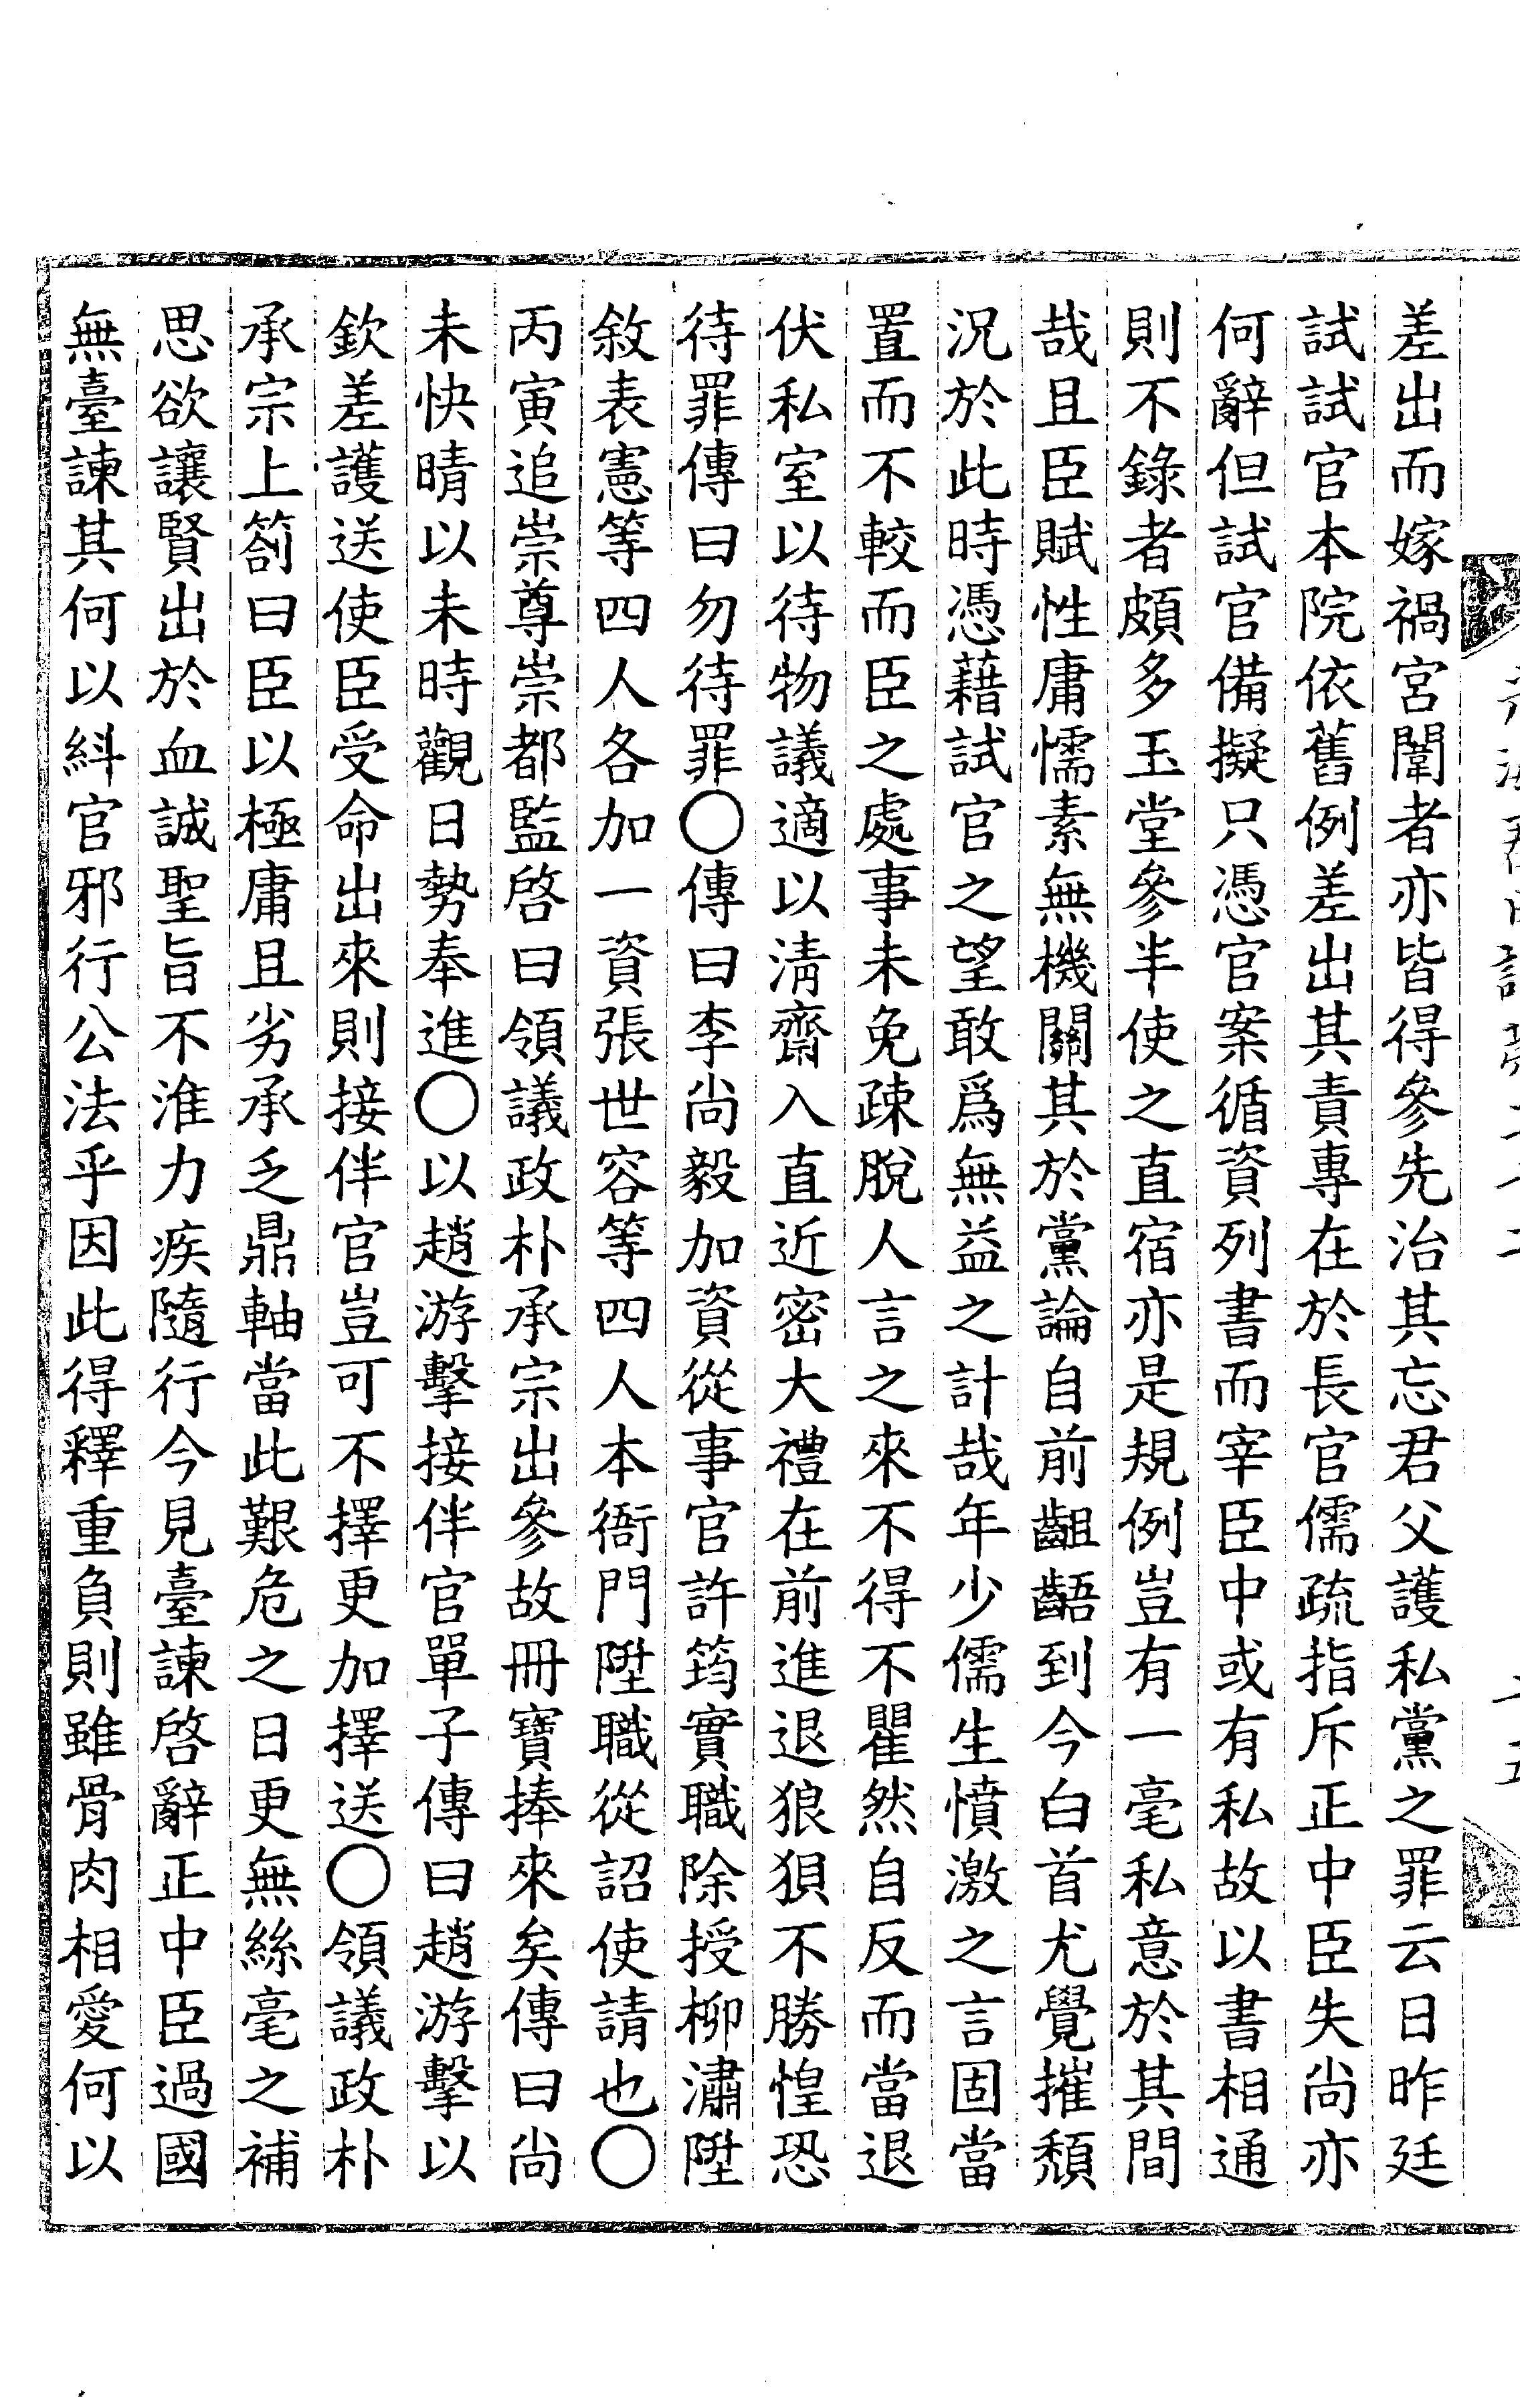 差出而嫁禍宮闈者亦皆得參先治其忘君父護私黨之罪云日昨廷
試試官本院依舊例差出其責專在於長官儒疏指斥正中臣失尙亦
何辭但試官備擬只憑官案循資列書而宰臣中或有私故以書相通
則不錄者頗多玉堂參半使之直宿亦是規例豈有一毫私意於其間
哉且臣賦性庸懦素無機關其於黨論自前齟齬到今白首尤覺摧頹
況於此時憑藉試官之望敢爲無益之計哉年少儒生憤激之言固當
置而不較而臣之處事未免疎脫人言之來不得不瞿然自反而當退
伏私室以待物議適以淸齋入直近密大禮在前進退狼狽不勝惶恐
待罪傳曰勿待罪〇傳曰李尙毅加資從事官許筠實職除授柳潚陞
敘表憲等四人各加一資張世容等四人本衙門陞職從詔使請也〇
丙寅追崇尊崇都監啓曰領議政朴承宗出參故冊寶捧來矣傳曰尙
未快晴以未時觀日勢奉進〇以趙游擊接伴官單子傳曰趙游擊以
欽差護送使臣受命出來則接伴官豈可不擇更加擇送〇領議政朴
承宗上箚曰臣以極庸且劣承乏鼎軸當此艱危之日更無絲毫之補
思欲讓賢出於血誠聖旨不淮力疾隨行今見臺諫啓辭正中臣過國
無臺諫其何以糾官邪行公法乎因此得釋重負則雖骨肉相愛何以